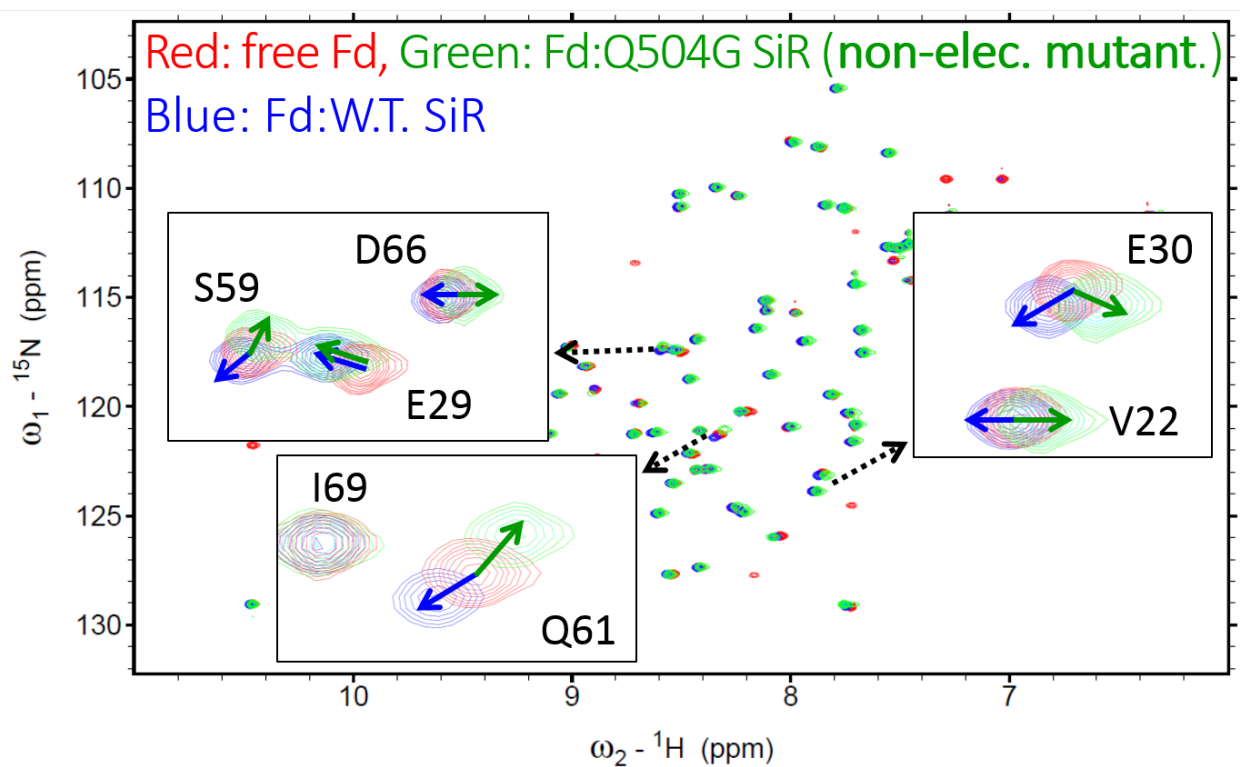 Red: free Fd, Green: Fd:Q504G SiR (non-elec. mutant.)
Blue: Fd:W.T. SiR
105
110
115
120
125
130
ω₁ - ¹⁵N (ppm)
D66
S59
E29
E30
V22
I69
Q61
10
9
8
7
ω₂ - ¹H (ppm)